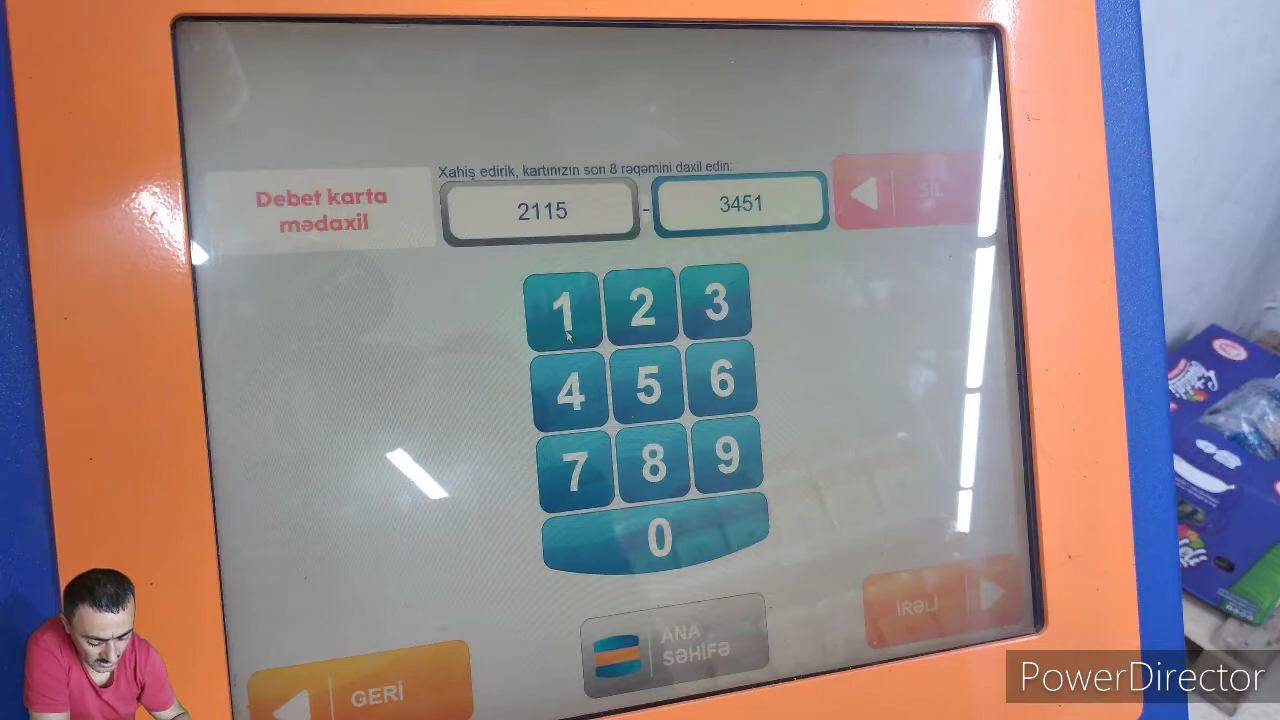 Xahiş edirik, kartınızın son 8 rəqəmini daxil edin:
Debet karta
mədaxil
2115 - 3451
SİL
1 2 3
4 5 6
7 8 9
0
GERİ
ANA
SƏHİFƏ
İRƏLİ
PowerDirector